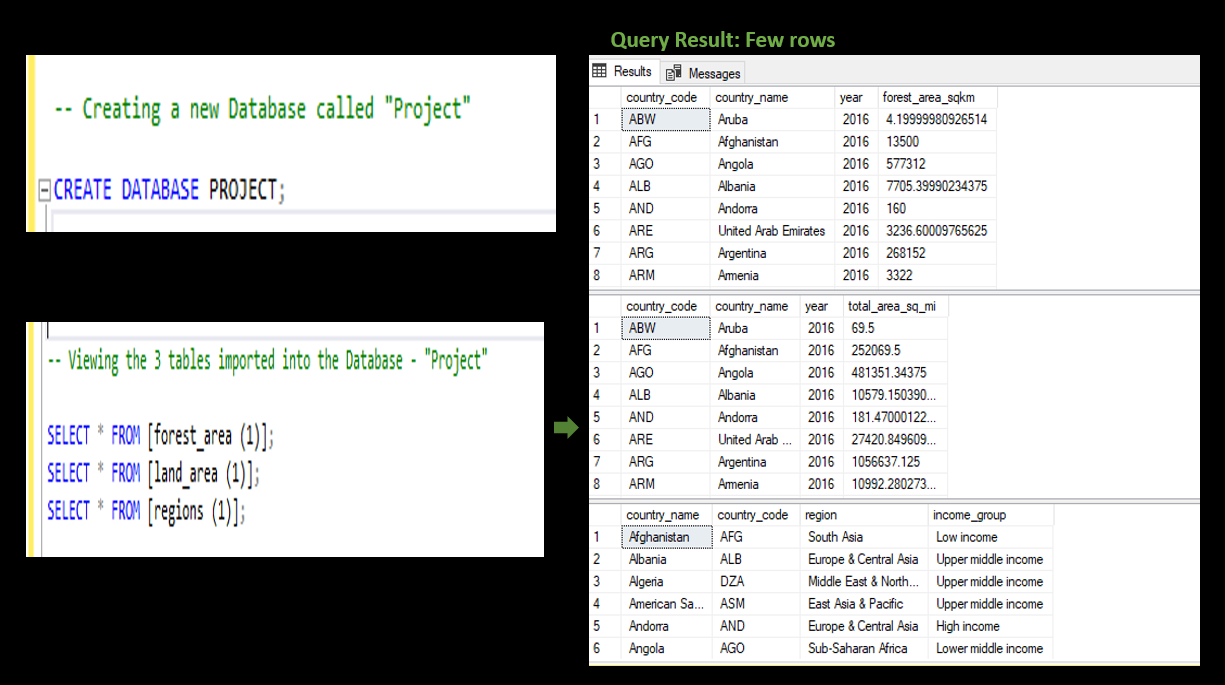 -- Creating a new Database called "Project"
CREATE DATABASE PROJECT;
-- Viewing the 3 tables imported into the Database - "Project"
SELECT * FROM [forest_area (1)];
SELECT * FROM [land_area (1)];
SELECT * FROM [regions (1)];
Query Result: Few rows
Results Messages
country_code country_name year forest_area_sqkm
1 ABW Aruba 2016 4.19999980926514
2 AFG Afghanistan 2016 13500
3 AGO Angola 2016 577312
4 ALB Albania 2016 7705.39990234375
5 AND Andorra 2016 160
6 ARE United Arab Emirates 2016 3236.60009765625
7 ARG Argentina 2016 268152
8 ARM Armenia 2016 3322
country_code country_name year total_area_sq_mi
1 ABW Aruba 2016 69.5
2 AFG Afghanistan 2016 252069.5
3 AGO Angola 2016 481351.34375
4 ALB Albania 2016 10579.150390...
5 AND Andorra 2016 181.47000122...
6 ARE United Arab ... 2016 27420.849609...
7 ARG Argentina 2016 1056637.125
8 ARM Armenia 2016 10992.280273...
country_name country_code region income_group
1 Afghanistan AFG South Asia Low income
2 Albania ALB Europe & Central Asia Upper middle income
3 Algeria DZA Middle East & North... Upper middle income
4 American Sa... ASM East Asia & Pacific Upper middle income
5 Andorra AND Europe & Central Asia High income
6 Angola AGO Sub-Saharan Africa Lower middle income